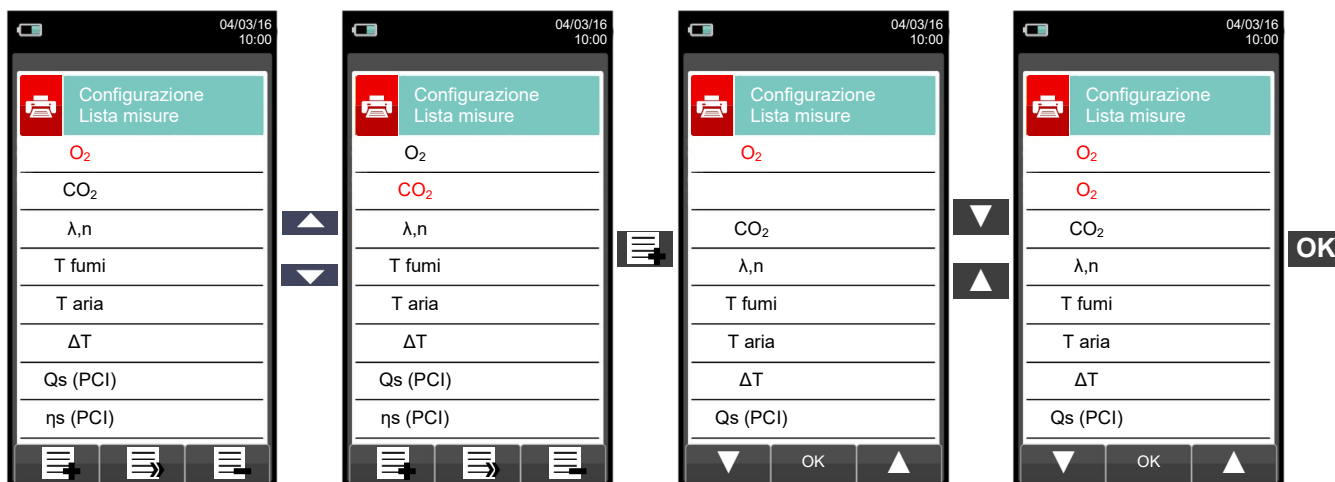 04/03/16
10:00
Configurazione
Lista misure
O₂
CO₂
λ,n
T fumi
T aria
ΔT
Qs (PCI)
ηs (PCI)
04/03/16
10:00
Configurazione
Lista misure
O₂
CO₂
λ,n
T fumi
T aria
ΔT
Qs (PCI)
ηs (PCI)
04/03/16
10:00
Configurazione
Lista misure
O₂
CO₂
λ,n
T fumi
T aria
ΔT
Qs (PCI)
OK
04/03/16
10:00
Configurazione
Lista misure
O₂
O₂
CO₂
λ,n
T fumi
T aria
ΔT
Qs (PCI)
OK
OK